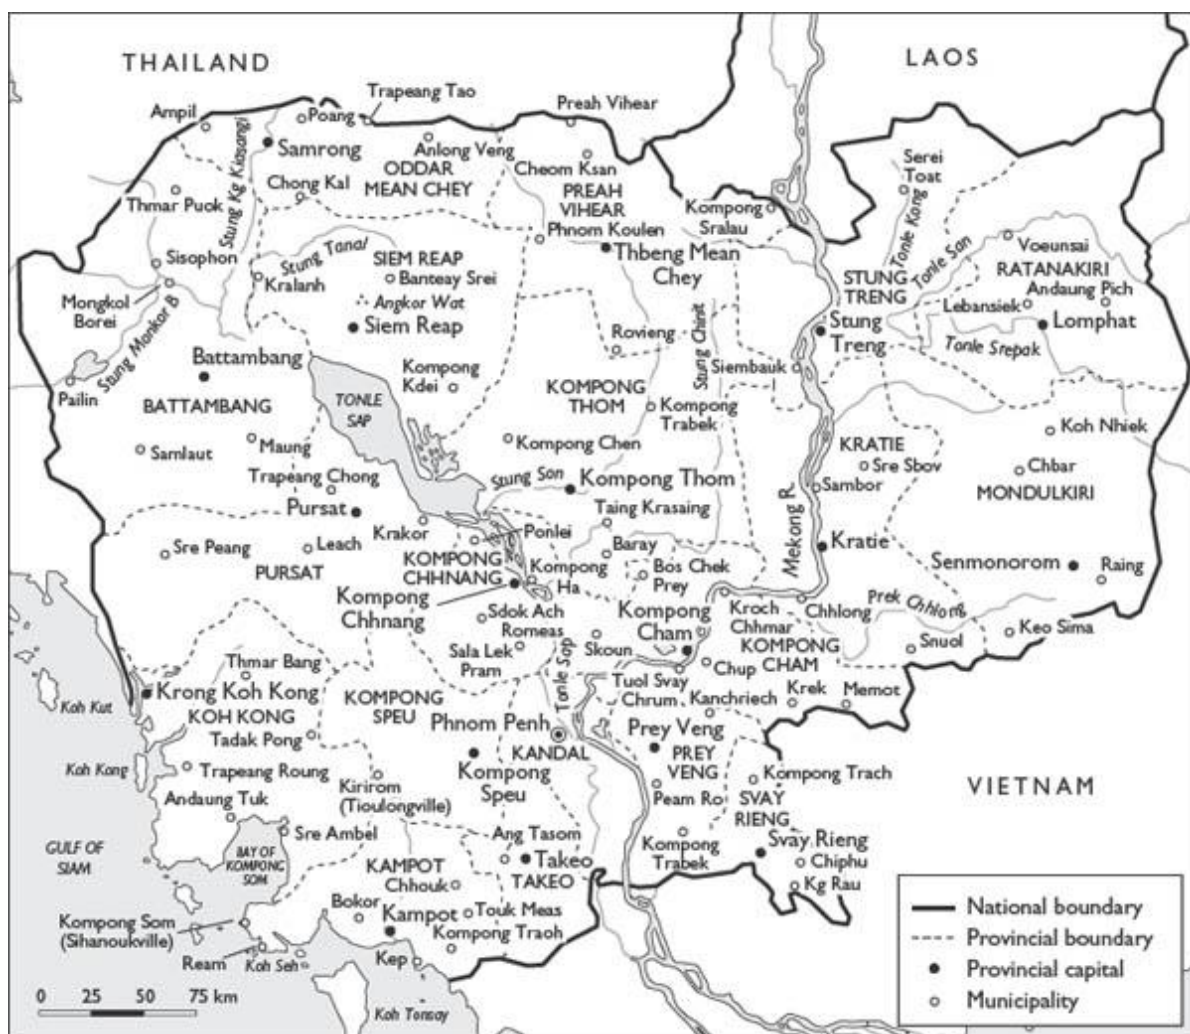 THAILAND
LAOS
Trapeang Tao
Ampil
Poang
Preah Vihear
Samrong
Anlong Veng
Serei
Toat
ODDAR
MEAN CHEY
Cheom Ksan
PREAH
VIHEAR
Stung Kg Kiasangi
Chong Kal
Thmar Puok
Kompong
Sralau
Tonle Kong
Phnom Koulen
Thbeng Mean
Chey
Voeunsai
Tonle San
Sisophon
Stung Tanal
SIEM REAP
Banteay Srei
Kralanh
STUNG
TRENG
RATANAKIRI
Andaung Pich
Mongkol
Borei
Angkor Wat
Siem Reap
Lebansiek
Lomphat
Stung
Treng
Stung Monkor B
Rovieng
Stung Chinit
Tonle Srepak
Battambang
Kompong
Kdei
Siembauk
Pailin
BATTAMBANG
TONLE
SAP
KOMPONG
THOM
Kompong
Trabek
Koh Nhiek
Samlaut
Maung
Kompong Chen
KRATIE
Sre Sbov
Chbar
Trapeang Chong
Stung Son
Kompong Thom
Sambor
MONDULKIRI
Pursat
Taing Krasaing
Mekong R.
Krakor
Ponlei
Kratie
Sre Peang
Leach
PURSAT
KOMPONG
CHHNANG
Baray
Kompong
Ha
Bos Chek
Prey
Senmonorom
Raing
Kompong
Chhnang
Sdok Ach
Romeas
Kompong
Cham
Kroch
Chhmar
Chhlong
Prek Chhlong
Keo Sima
Snuol
Thmar Bang
Sala Lek
Pram
Skoun
KOMPONG
CHAM
Chup
Tonle Sap
Tuol Svay
Chrum
Krong Koh Kong
Koh Kut
KOMPONG
SPEU
Kanchriech
Krek
Memot
KOH KONG
Tadak Pong
Phnom Penh
KANDAL
Prey Veng
PREY
VENG
Koh Kong
Trapeang Roung
Kompong
Speu
Kompong Trach
VIETNAM
Kirirom
(Tioulongville)
Peam Ro
SVAY
RIENG
Andaung Tuk
Sre Ambel
Ang Tasom
Kompong
Trabek
Svay Rieng
GULF OF
SIAM
BAY OF
KOMPONG
SOM
KAMPOT
Chhouk
Takeo
TAKEO
Chiphu
Kg Rau
Bokor
Kampot
Touk Meas
Kompong Som
(Sihanoukville)
Kompong Traoh
Ream
Koh Seh
Kep
Koh Tonsay
0 25 50 75 km
National boundary
Provincial boundary
Provincial capital
Municipality